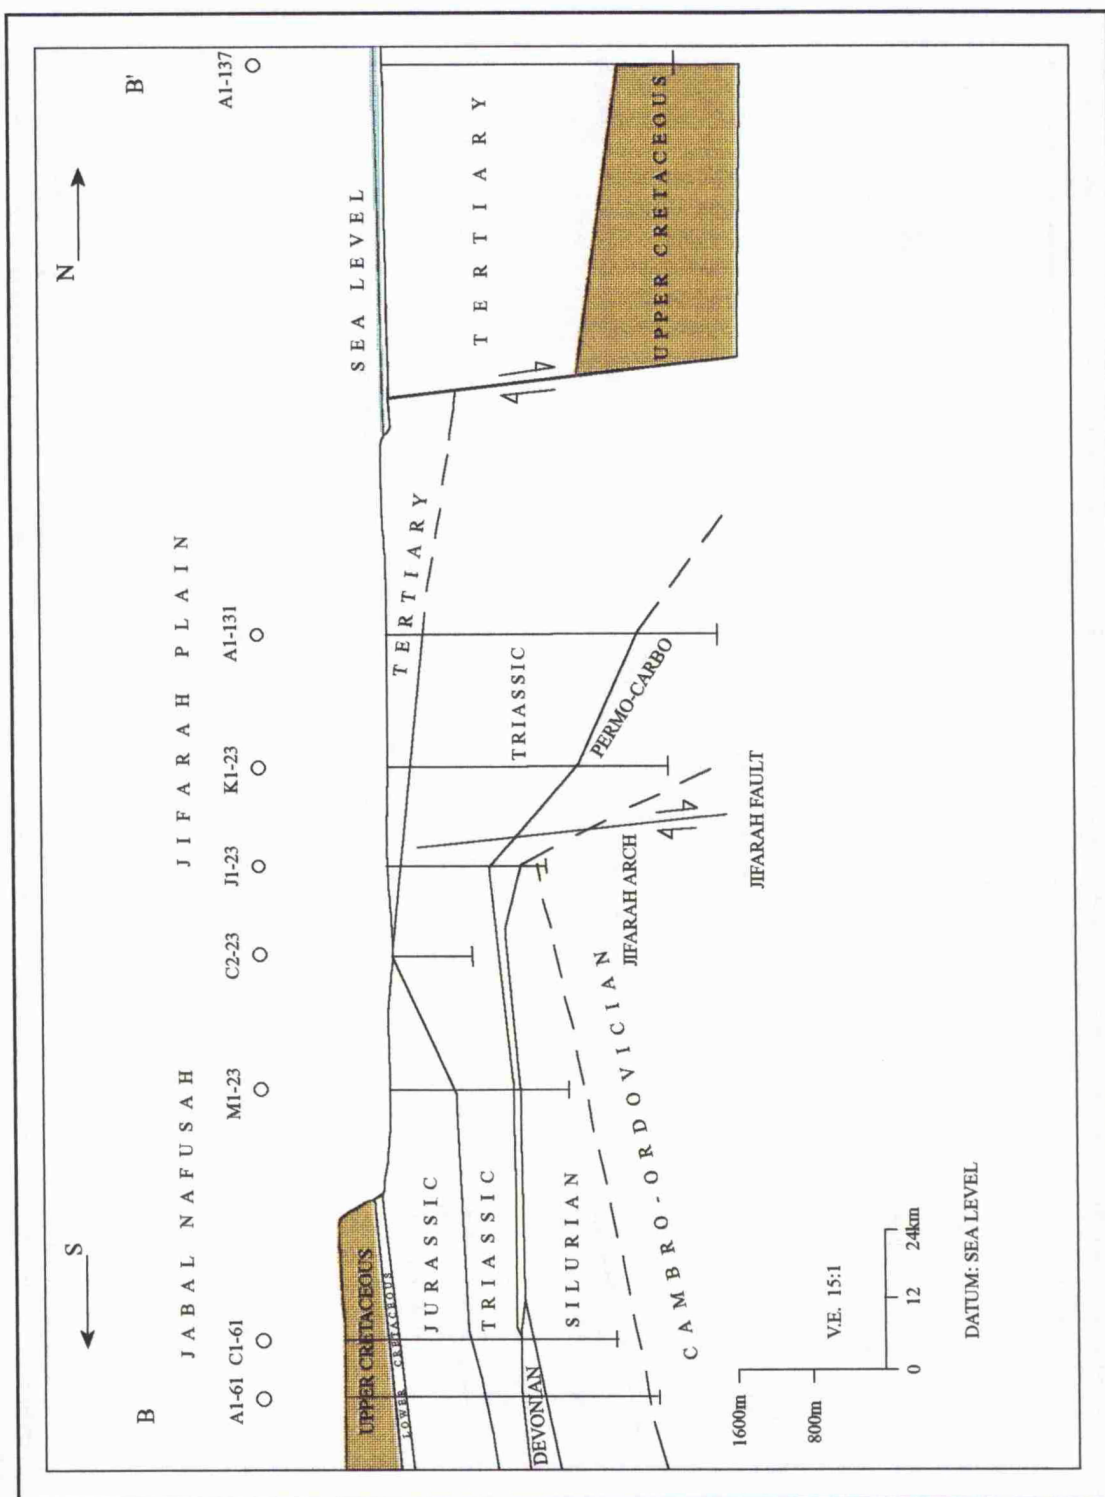 S
N
B
B'
JABAL NAFUSAH
JIFARAH PLAIN
A1-61
C1-61
M1-23
C2-23
J1-23
K1-23
A1-131
A1-137
SEA LEVEL
UPPER CRETACEOUS
LOWER CRETACEOUS
JURASSIC
TRIASSIC
DEVONIAN
SILURIAN
CAMBRO-ORDOVICIAN
TERTIARY
TRIASSIC
PERMO-CARBO
JIFARAH ARCH
JIFARAH FAULT
TERTIARY
UPPER CRETACEOUS
1600m
800m
0
12
24km
V.E. 15:1
DATUM: SEA LEVEL